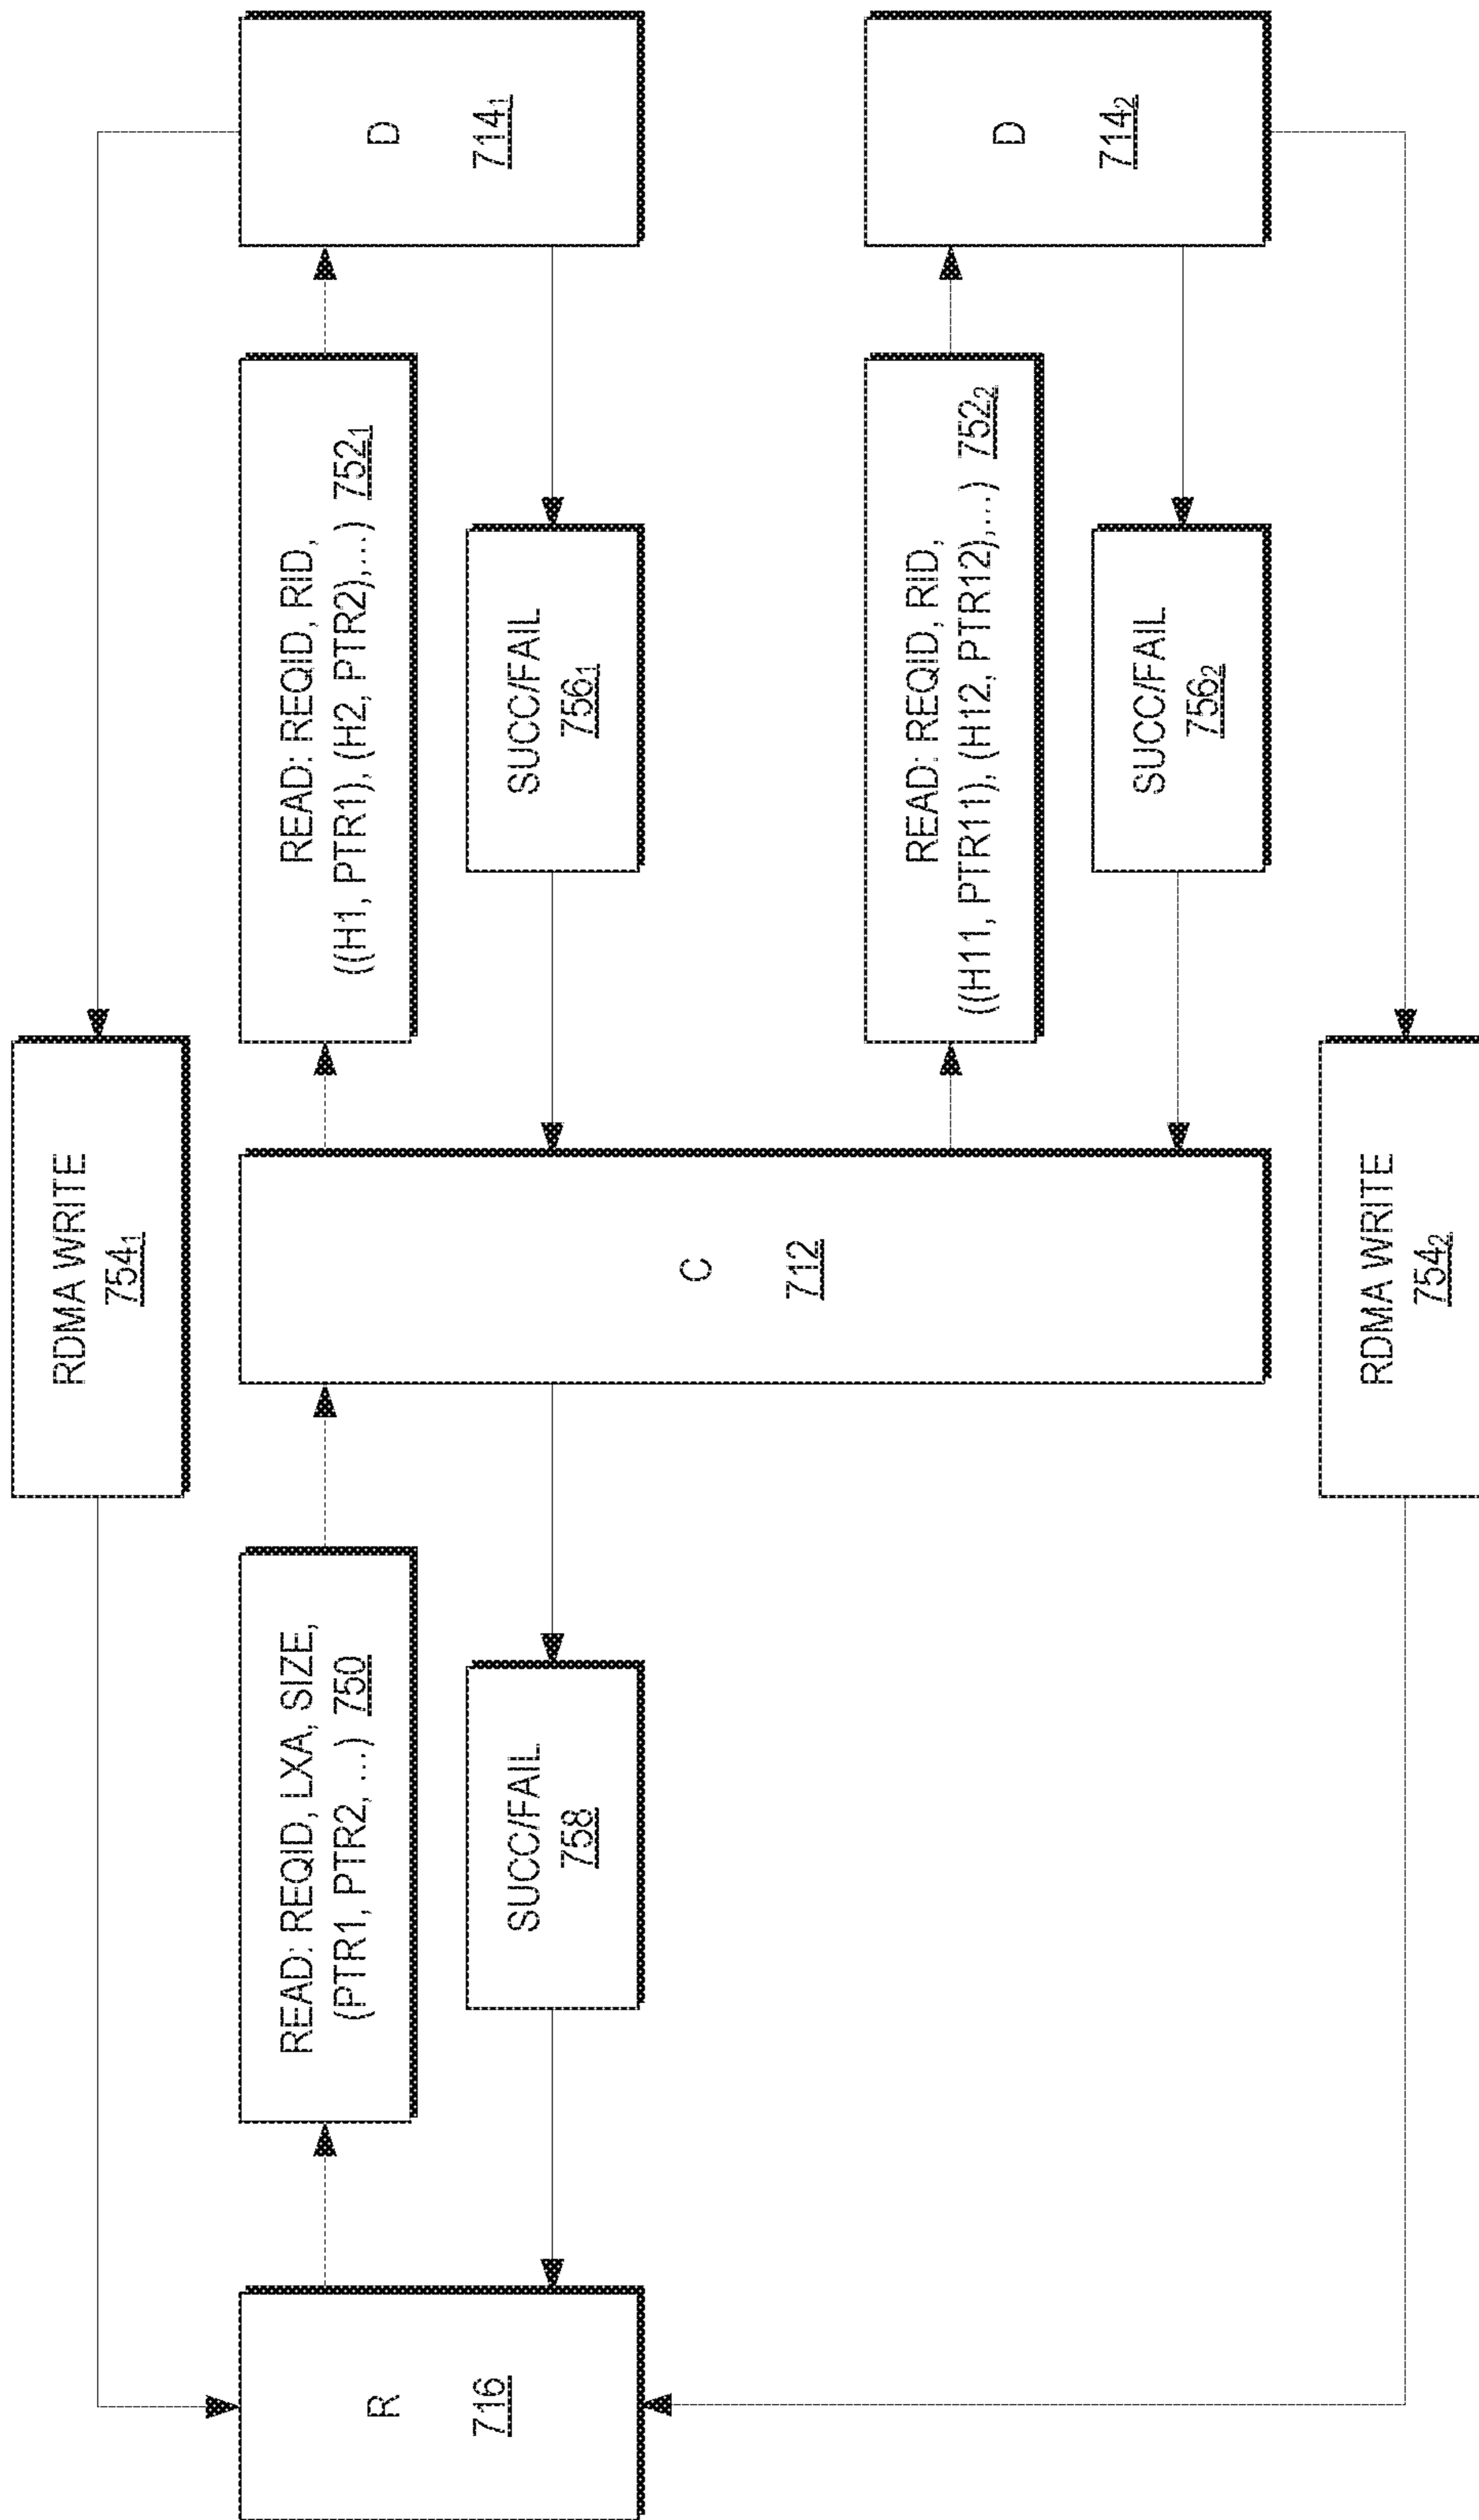 RDMA WRITE
754₁
R
716
READ: REQID, LXA, SIZE,
(PTR1, PTR2, ...) 750
SUCC/FAIL
758
C
712
READ: REQID, RID,
((H1, PTR1), (H2, PTR2),...) 752₁
SUCC/FAIL
756₁
D
714₁
READ: REQID, RID,
((H11, PTR11), (H12, PTR12),...) 752₂
SUCC/FAIL
756₂
D
714₂
RDMA WRITE
754₂